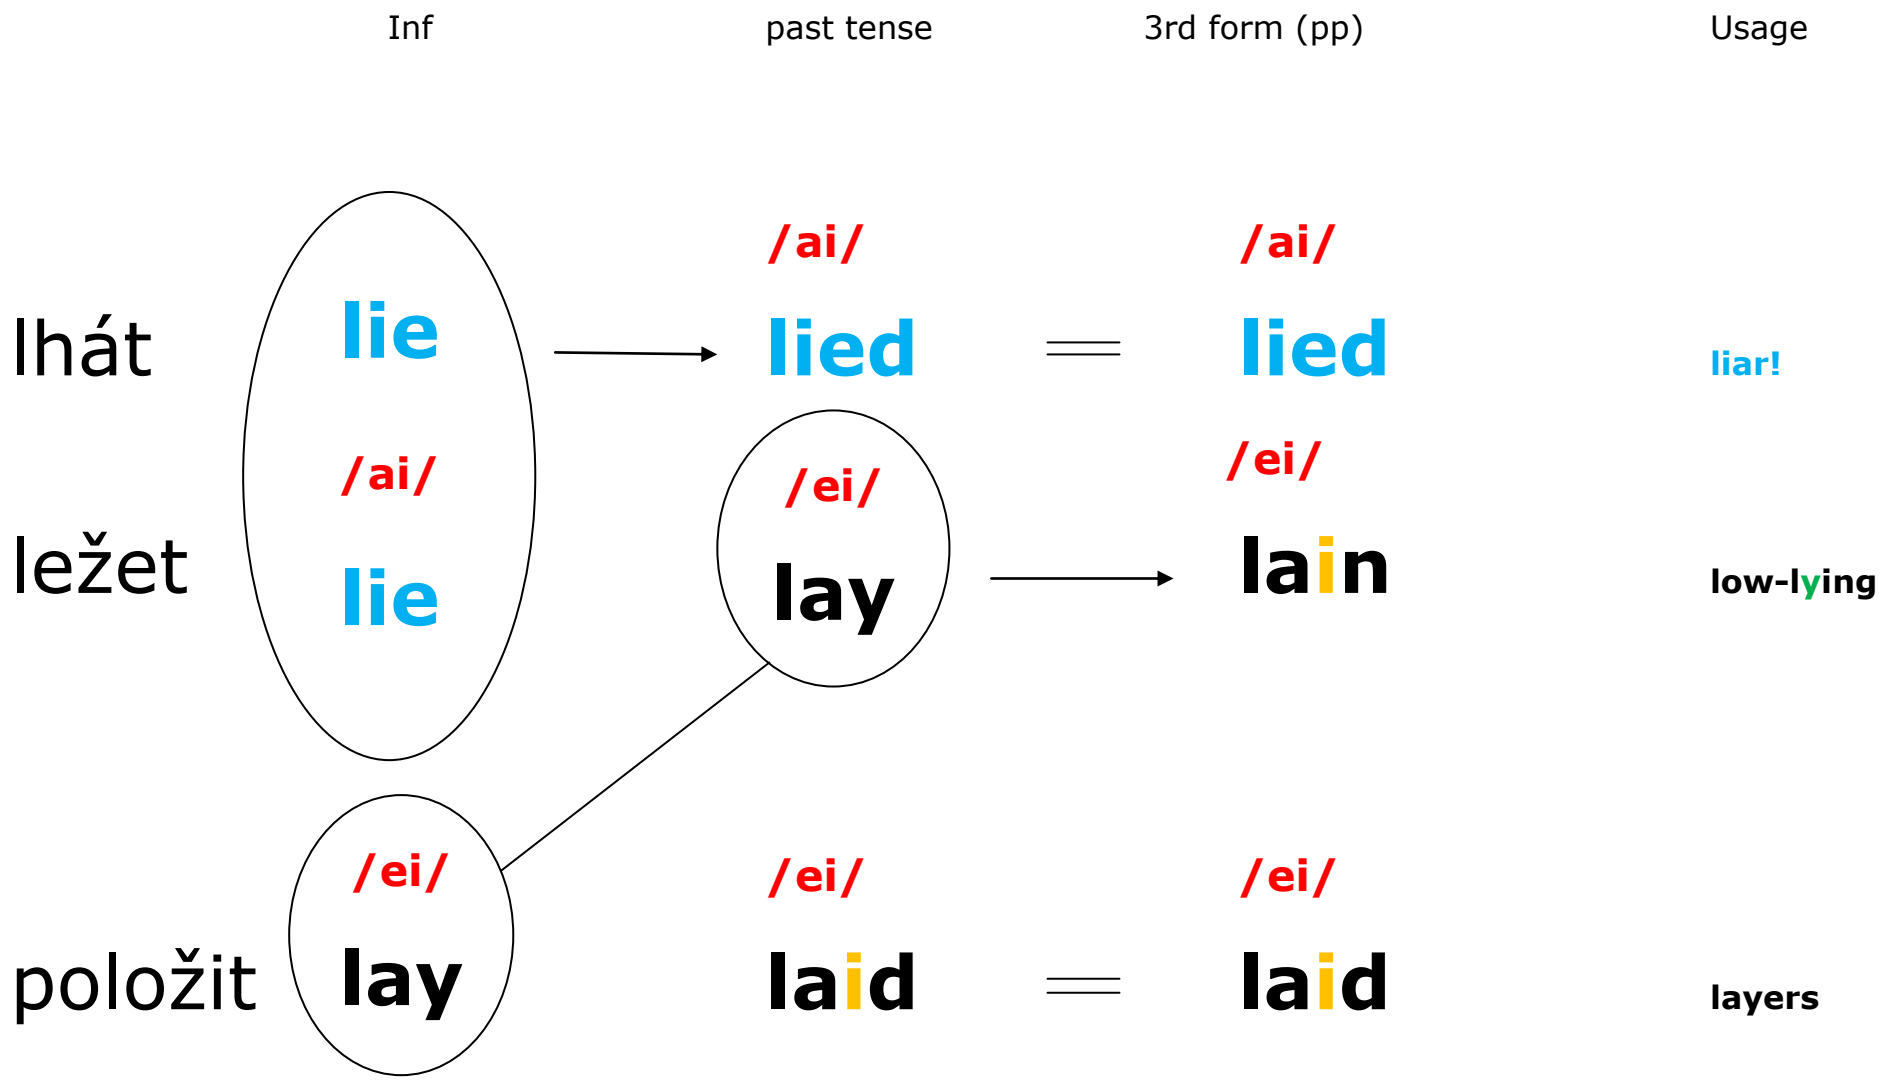 Inf past tense 3rd form (pp) Usage
/ai/ /ai/
lhát lie lied lied liar!
/ai/ /ei/ /ei/
ležet lie lay lain low-lying
/ei/ /ei/ /ei/
položit lay laid laid layers